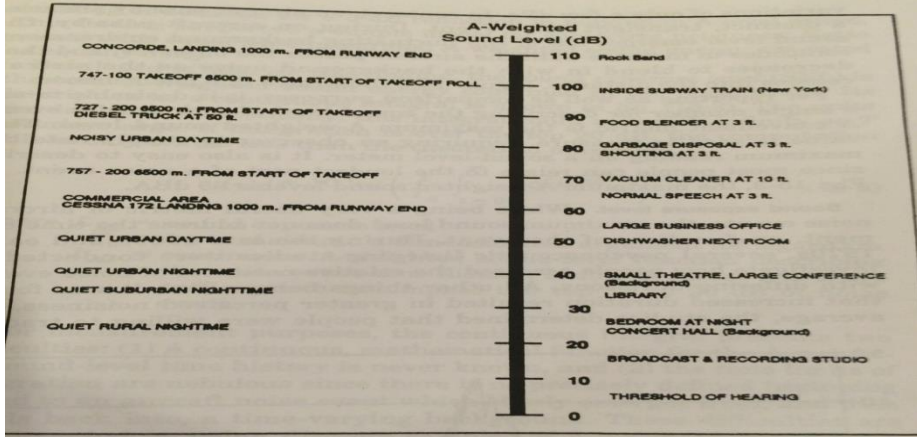 A-Weighted
Sound Level (dB)
CONCORDE, LANDING 1000 m. FROM RUNWAY END
110 Rock Band
747-100 TAKEOFF 6500 m. FROM START OF TAKEOFF ROLL
100 INSIDE SUBWAY TRAIN (New York)
727 - 200 6500 m. FROM START OF TAKEOFF
DIESEL TRUCK AT 50 ft.
90 FOOD BLENDER AT 3 ft.
NOISY URBAN DAYTIME
80 GARBAGE DISPOSAL AT 3 ft.
SHOUTING AT 3 ft.
757 - 200 6500 m. FROM START OF TAKEOFF
70 VACUUM CLEANER AT 10 ft.
COMMERCIAL AREA
NORMAL SPEECH AT 3 ft.
CESSNA 172 LANDING 1000 m. FROM RUNWAY END
60
LARGE BUSINESS OFFICE
QUIET URBAN DAYTIME
50 DISHWASHER NEXT ROOM
QUIET URBAN NIGHTIME
40 SMALL THEATRE, LARGE CONFERENCE
(Background)
QUIET SUBURBAN NIGHTTIME
LIBRARY
30
QUIET RURAL NIGHTIME
BEDROOM AT NIGHT
CONCERT HALL (Background)
20
BROADCAST & RECORDING STUDIO
10
THRESHOLD OF HEARING
0